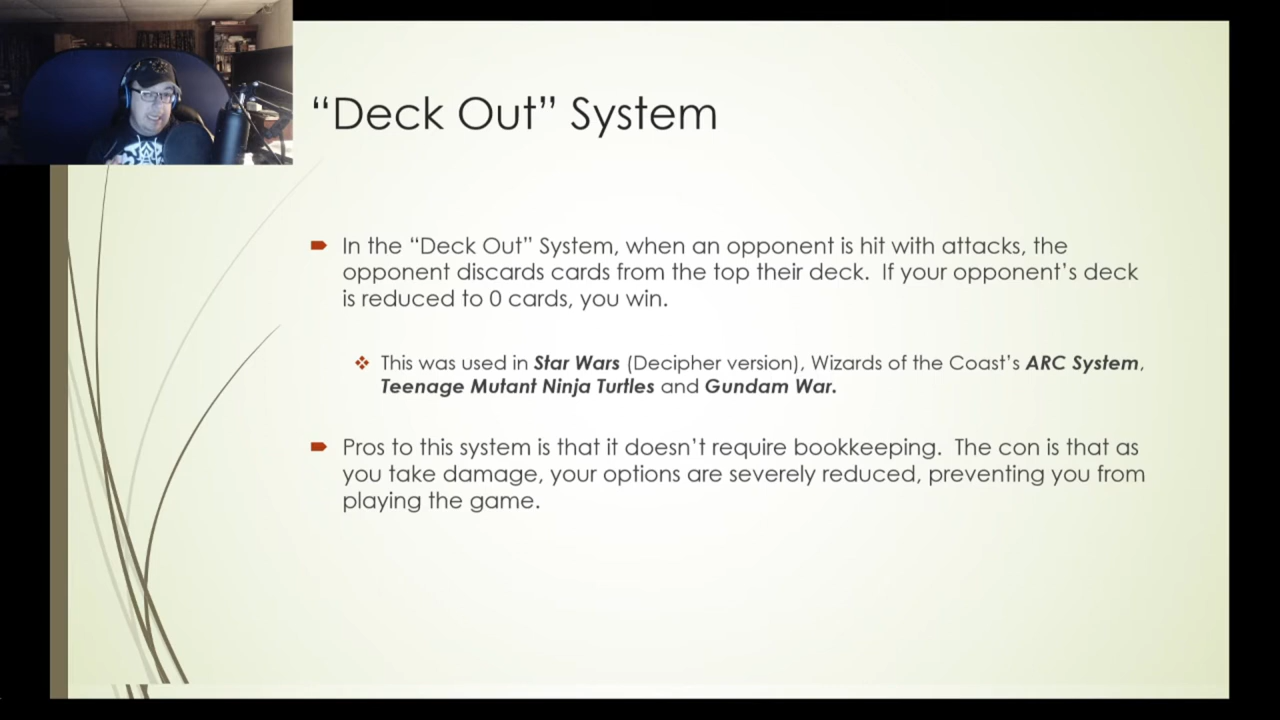 “Deck Out” System
In the “Deck Out” System, when an opponent is hit with attacks, the
opponent discards cards from the top their deck.  If your opponent’s deck
is reduced to 0 cards, you win.
This was used in Star Wars (Decipher version), Wizards of the Coast’s ARC System,
Teenage Mutant Ninja Turtles and Gundam War.
Pros to this system is that it doesn’t require bookkeeping.  The con is that as
you take damage, your options are severely reduced, preventing you from
playing the game.